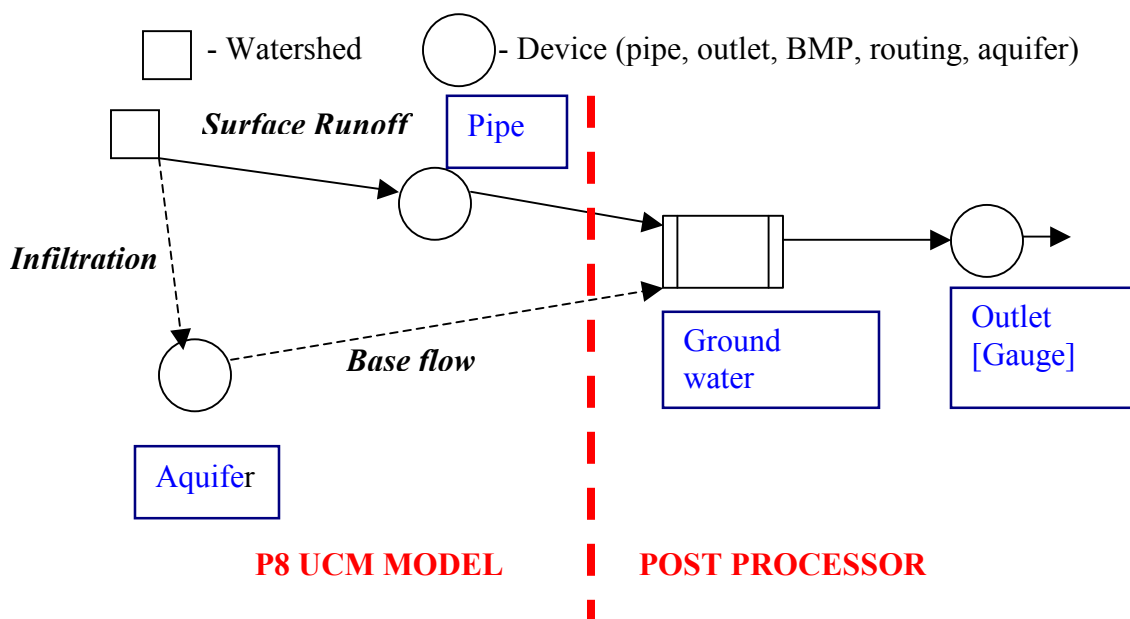 - Watershed
- Device (pipe, outlet, BMP, routing, aquifer)
Surface Runoff
Pipe
Infiltration
Base flow
Ground
water
Outlet
[Gauge]
Aquifer
P8 UCM MODEL
POST PROCESSOR